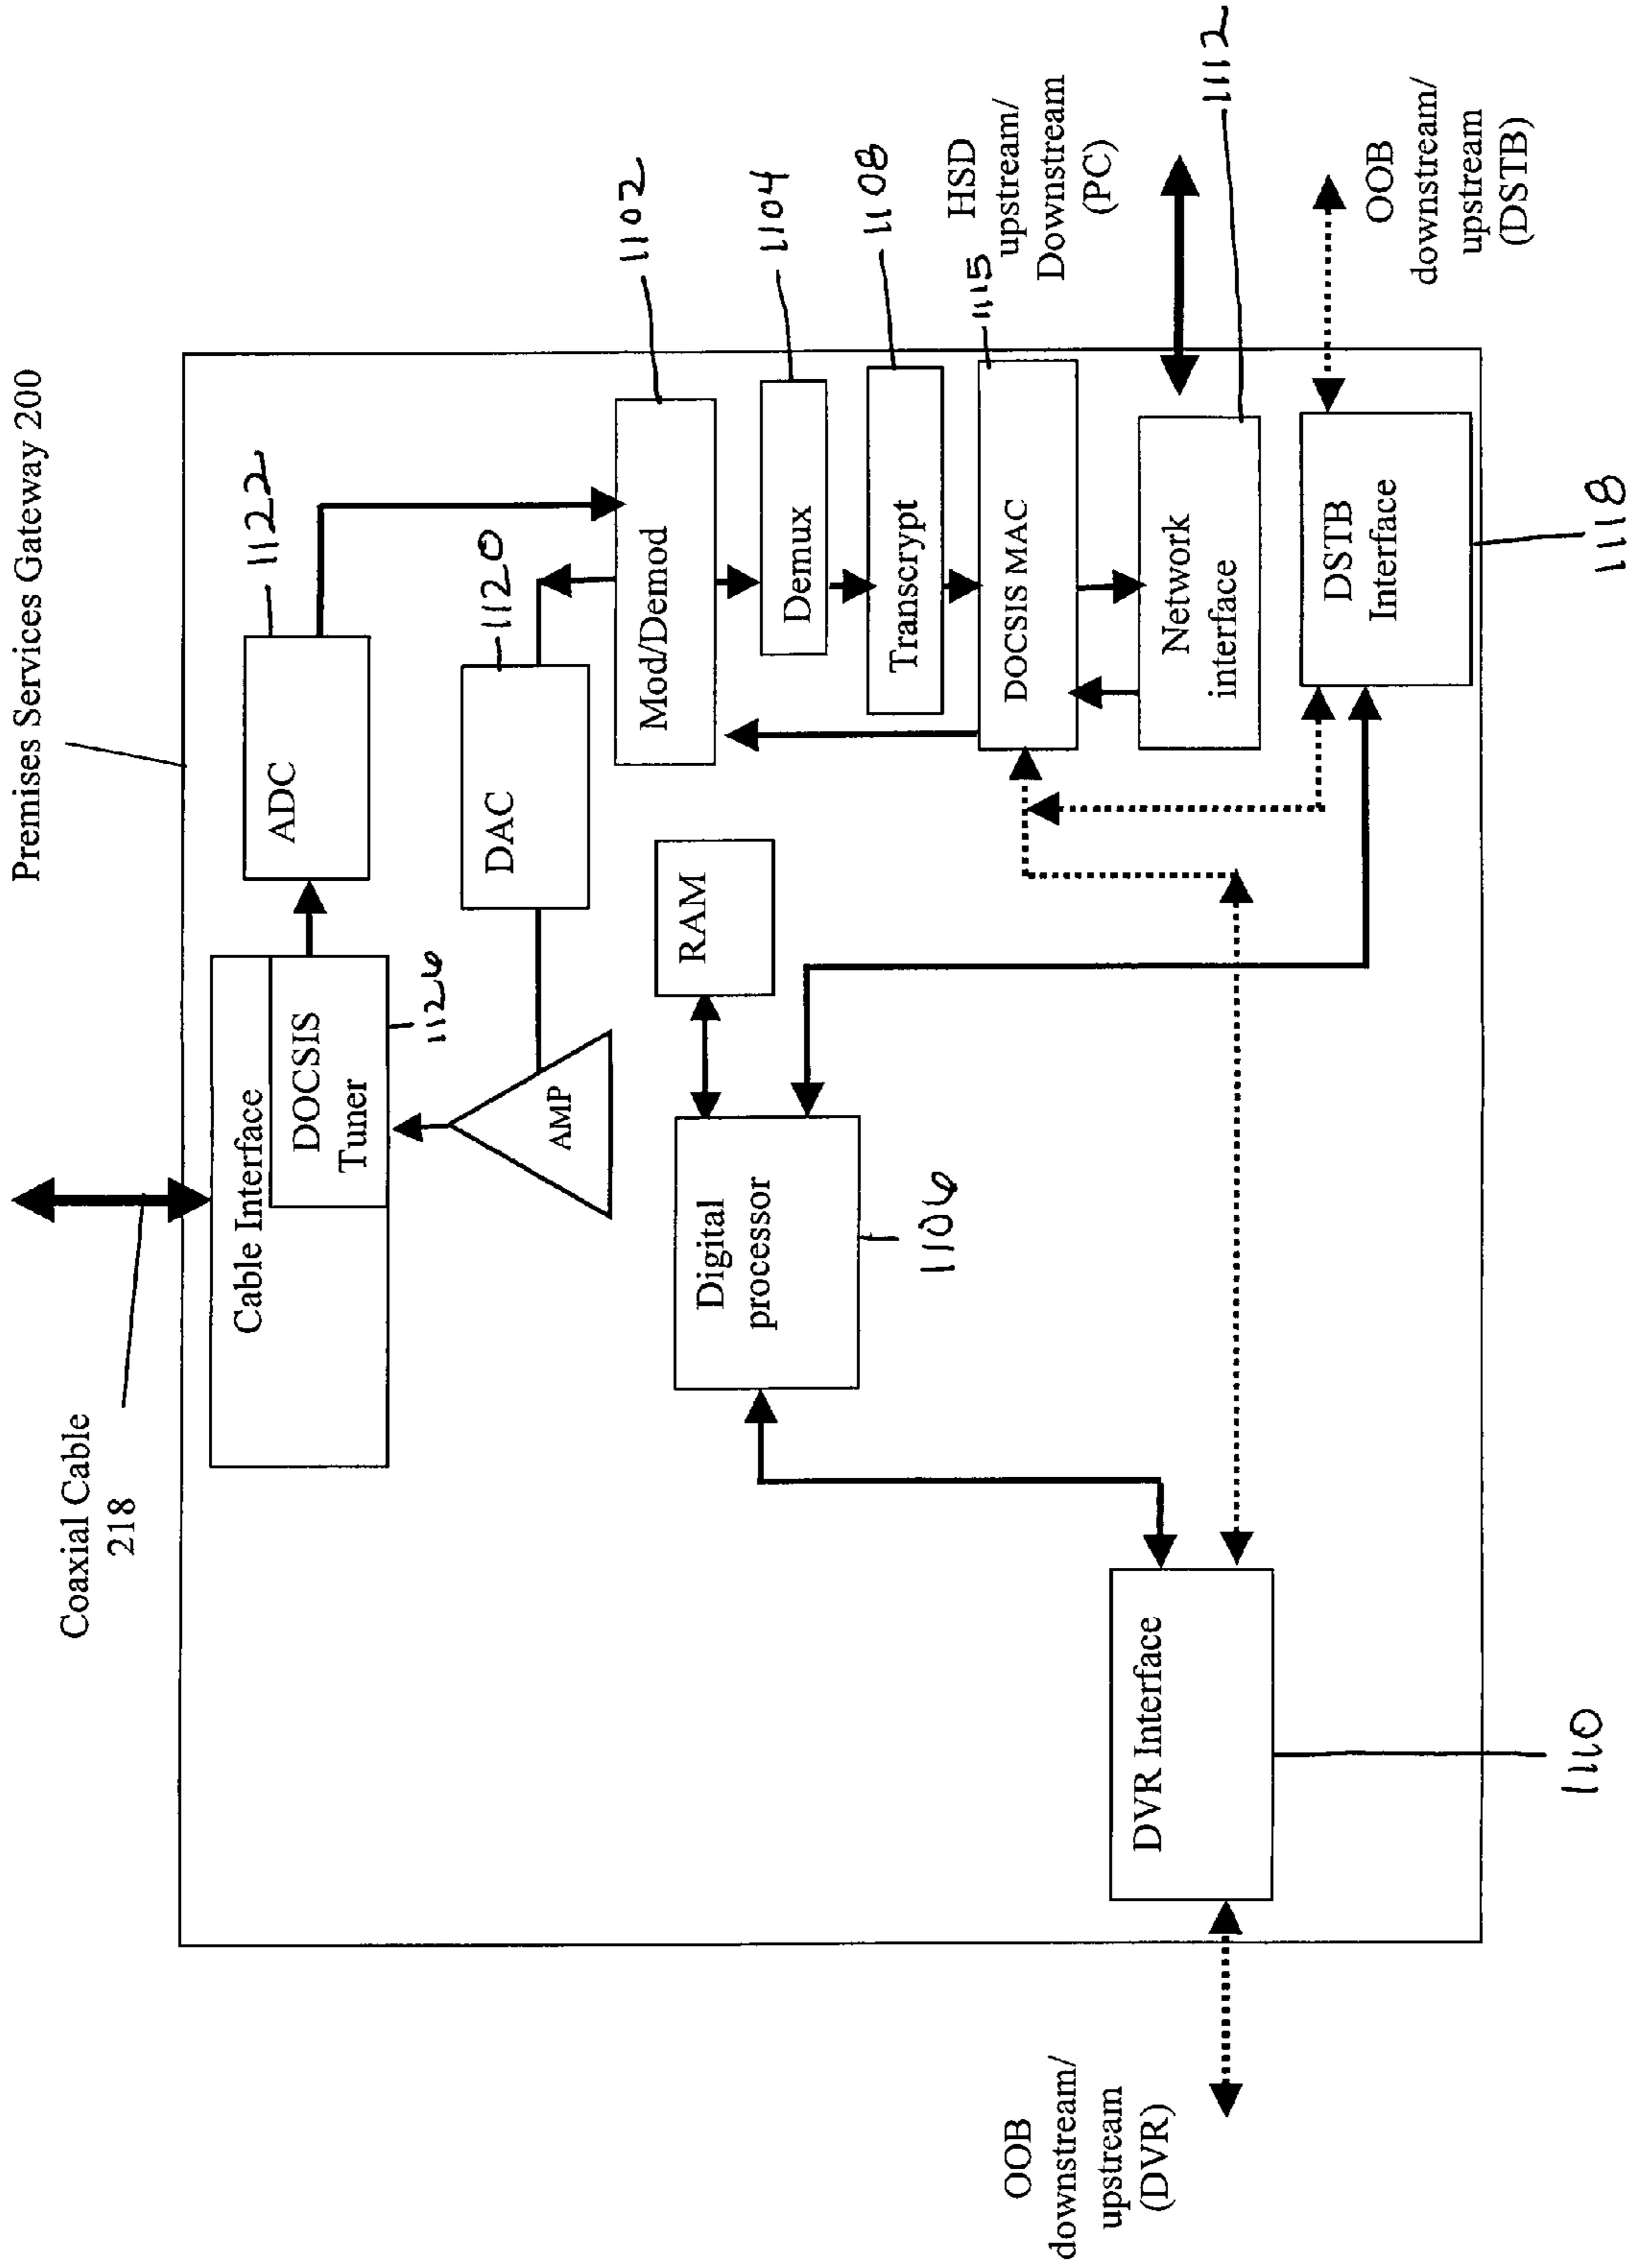 Premises Services Gateway 200
Coaxial Cable
218
Cable Interface
DOCSIS
Tuner
1126
ADC
1122
AMP
DAC
1120
Digital
processor
1106
RAM
Mod/Demod
1102
Demux
1104
Transcrypt
1108
DOCSIS MAC
1115
HSD
upstream/
Downstream
(PC)
Network
interface
1112
DSTB
Interface
1118
OOB
downstream/
upstream
(DSTB)
DVR Interface
1110
OOB
downstream/
upstream
(DVR)